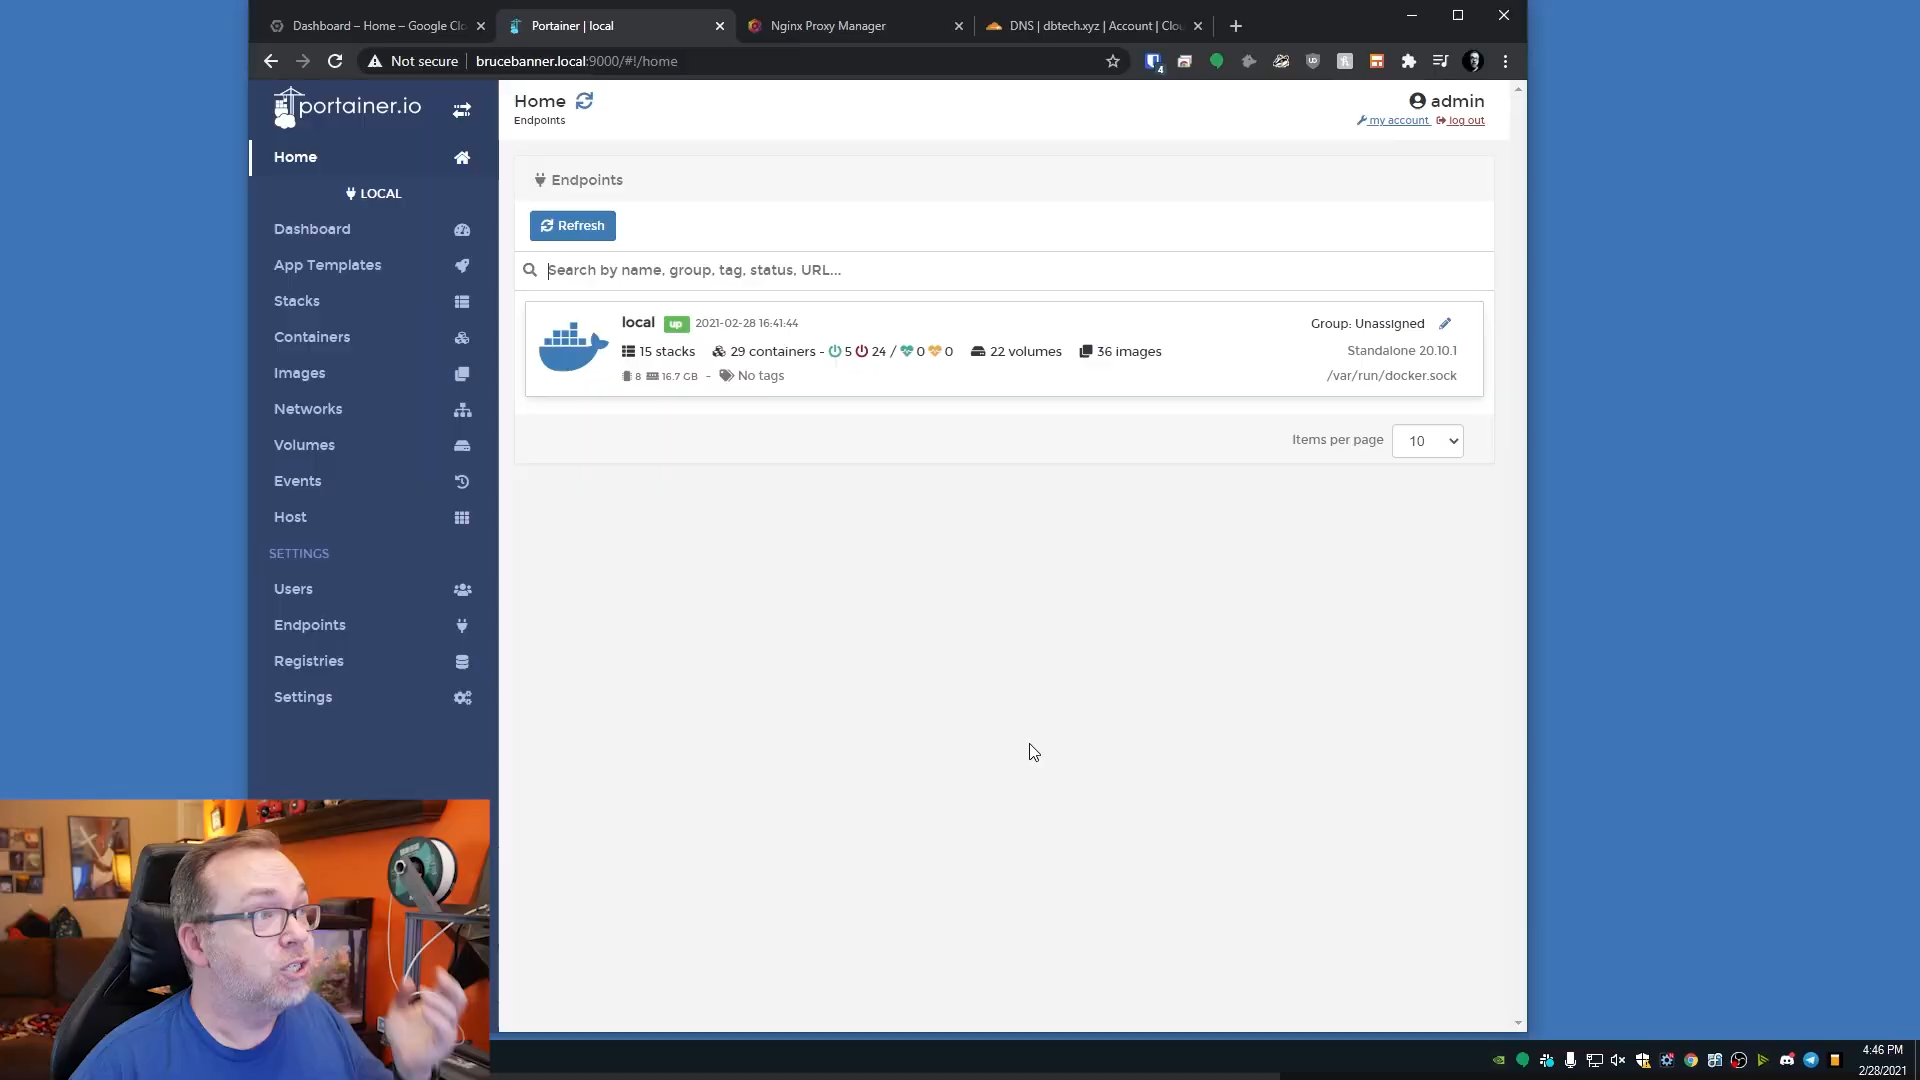 Dashboard – Home – Google Clo
Portainer | local
Nginx Proxy Manager
DNS | dbtech.xyz | Account | Clou
Not secure
brucebanner.local:9000/#!/home
4
portainer.io
Home
LOCAL
Dashboard
App Templates
Stacks
Containers
Images
Networks
Volumes
Events
Host
SETTINGS
Users
Endpoints
Registries
Settings
Home
Endpoints
admin
my account
log out
Endpoints
Refresh
Search by name, group, tag, status, URL...
local up 2021-02-28 16:41:44
Group: Unassigned
15 stacks 29 containers - 5 24 / 0 0 22 volumes 36 images
Standalone 20.10.1
8 16.7 GB - No tags
/var/run/docker.sock
Items per page 10
4:46 PM
2/28/2021